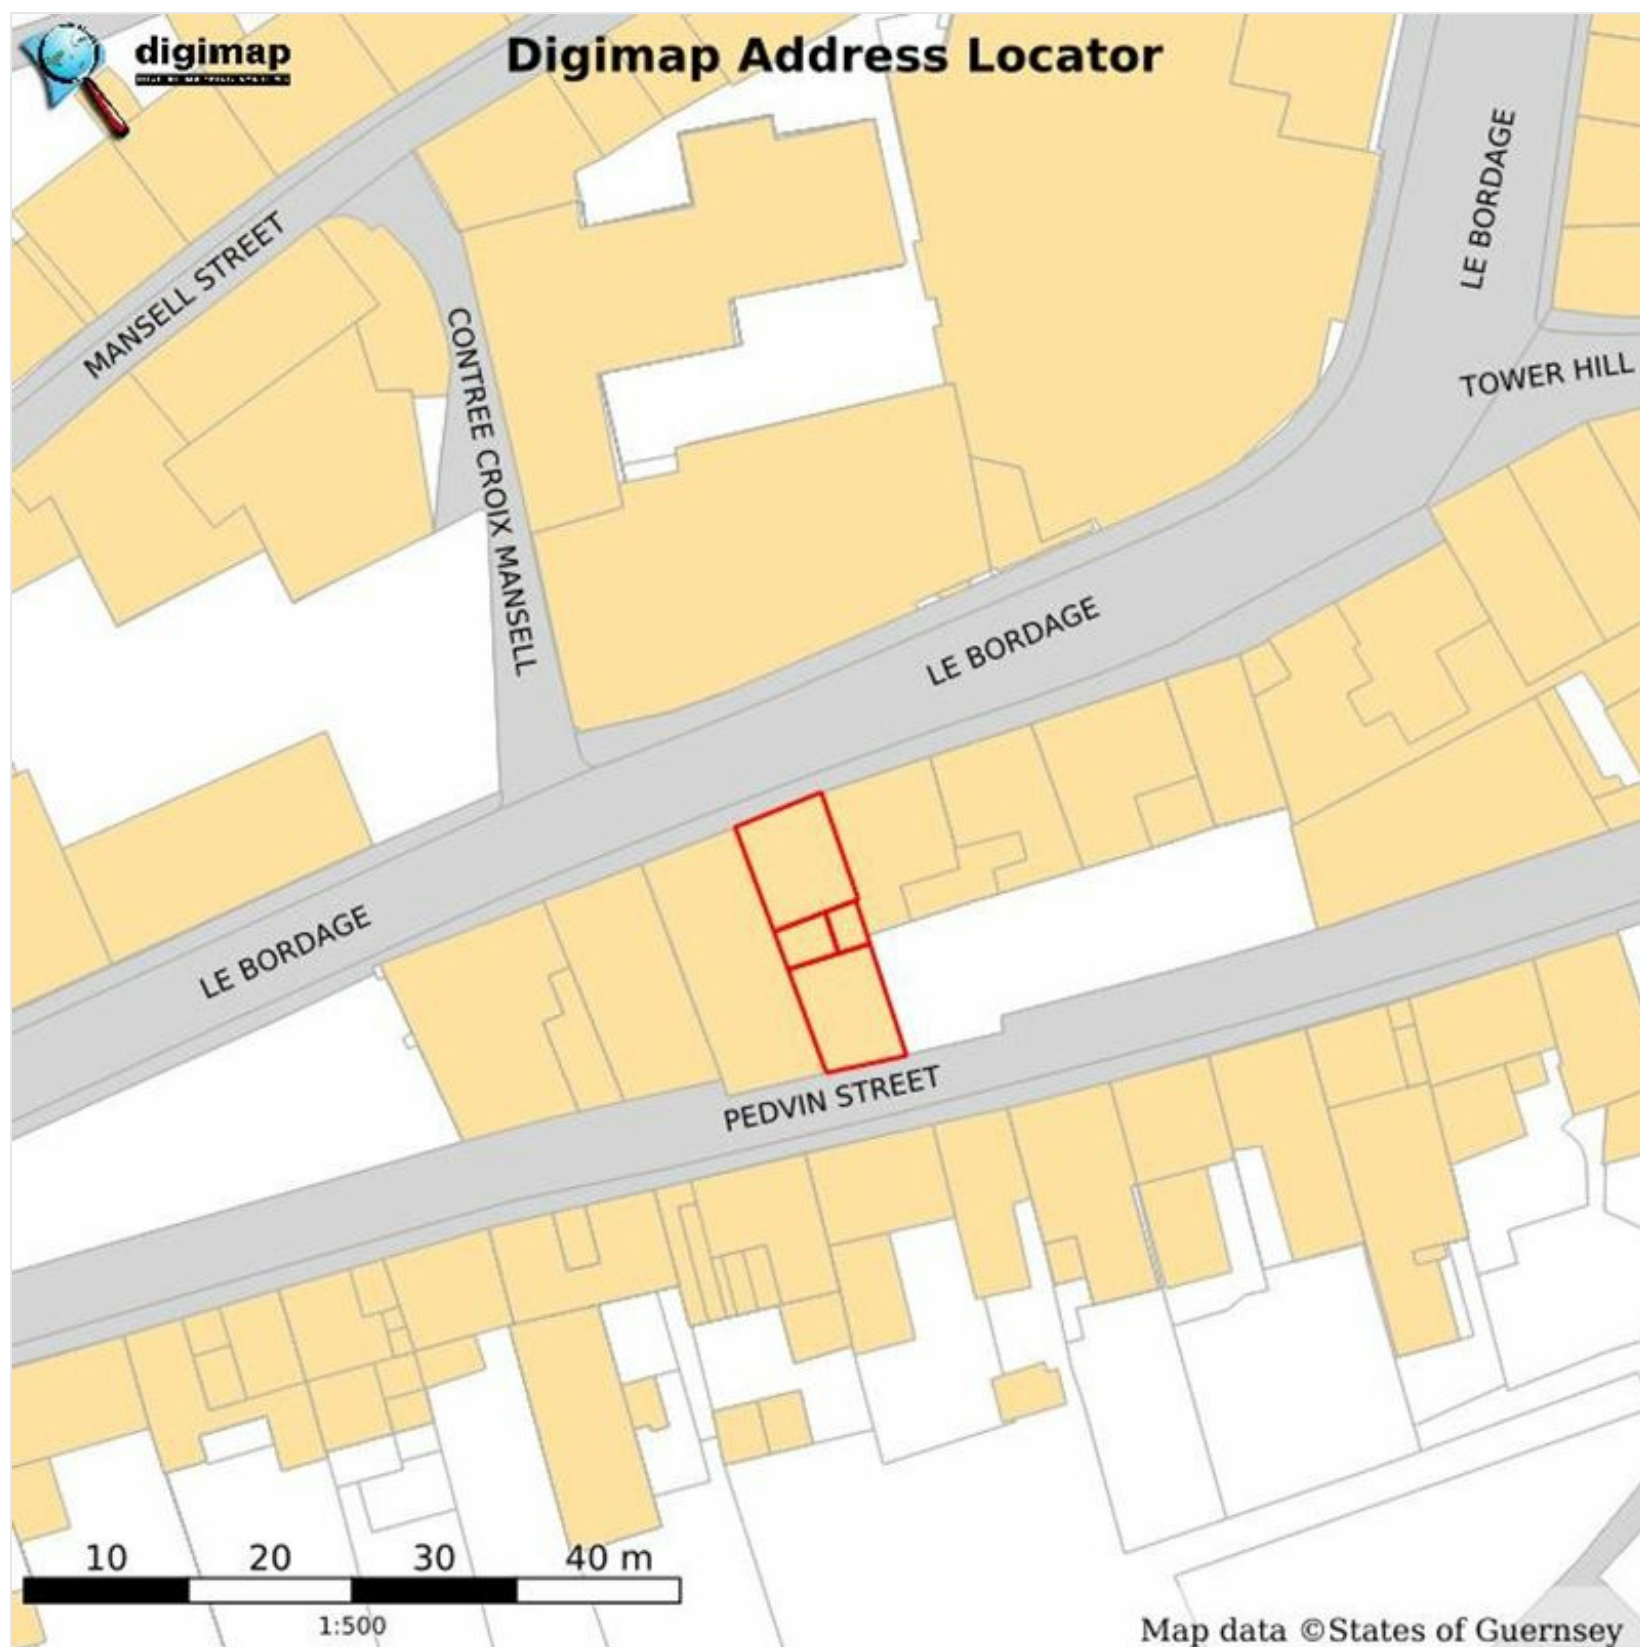 digimap
Digimap Address Locator
LE BORDAGE
MANSELL STREET
CONTREE CROIX MANSELL
TOWER HILL
LE BORDAGE
LE BORDAGE
PEDVIN STREET
10 20 30 40 m
1:500
Map data ©States of Guernsey